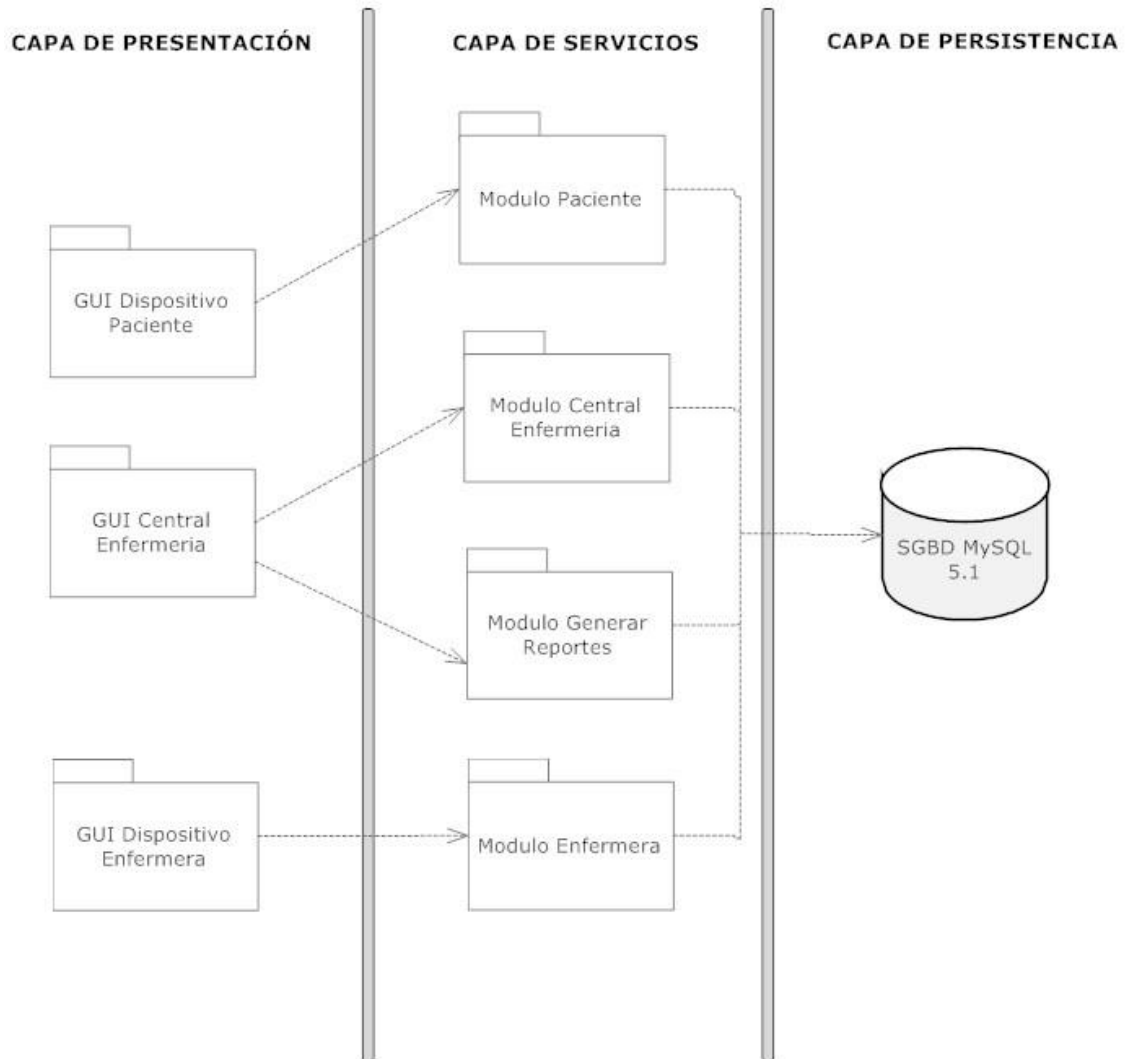 CAPA DE PRESENTACIÓN
CAPA DE SERVICIOS
CAPA DE PERSISTENCIA
GUI Dispositivo
Paciente
GUI Central
Enfermeria
GUI Dispositivo
Enfermera
Modulo Paciente
Modulo Central
Enfermeria
Modulo Generar
Reportes
Modulo Enfermera
SGBD MySQL
5.1